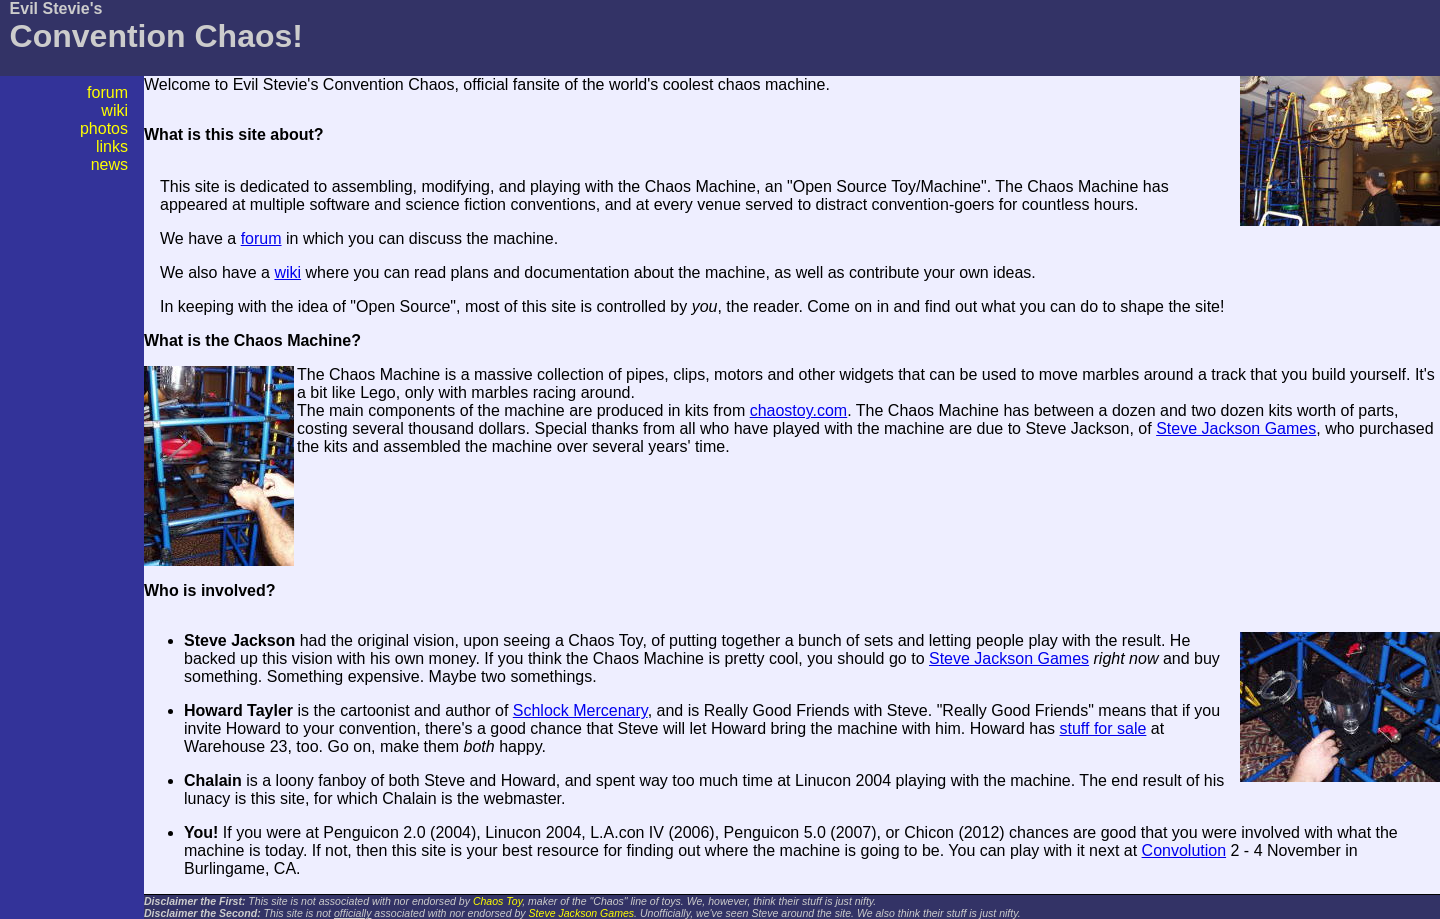 Evil Stevie's
Convention Chaos!
forum
wiki
photos
links
news
Welcome to Evil Stevie's Convention Chaos, official fansite of the world's coolest chaos machine.
What is this site about?
This site is dedicated to assembling, modifying, and playing with the Chaos Machine, an "Open Source Toy/Machine". The Chaos Machine has
appeared at multiple software and science fiction conventions, and at every venue served to distract convention-goers for countless hours.
We have a forum in which you can discuss the machine.
We also have a wiki where you can read plans and documentation about the machine, as well as contribute your own ideas.
In keeping with the idea of "Open Source", most of this site is controlled by you, the reader. Come on in and find out what you can do to shape the site!
What is the Chaos Machine?
The Chaos Machine is a massive collection of pipes, clips, motors and other widgets that can be used to move marbles around a track that you build yourself. It's
a bit like Lego, only with marbles racing around.
The main components of the machine are produced in kits from chaostoy.com. The Chaos Machine has between a dozen and two dozen kits worth of parts,
costing several thousand dollars. Special thanks from all who have played with the machine are due to Steve Jackson, of Steve Jackson Games, who purchased
the kits and assembled the machine over several years' time.
Who is involved?
• Steve Jackson had the original vision, upon seeing a Chaos Toy, of putting together a bunch of sets and letting people play with the result. He
backed up this vision with his own money. If you think the Chaos Machine is pretty cool, you should go to Steve Jackson Games right now and buy
something. Something expensive. Maybe two somethings.
• Howard Tayler is the cartoonist and author of Schlock Mercenary, and is Really Good Friends with Steve. "Really Good Friends" means that if you
invite Howard to your convention, there's a good chance that Steve will let Howard bring the machine with him. Howard has stuff for sale at
Warehouse 23, too. Go on, make them both happy.
• Chalain is a loony fanboy of both Steve and Howard, and spent way too much time at Linucon 2004 playing with the machine. The end result of his
lunacy is this site, for which Chalain is the webmaster.
• You! If you were at Penguicon 2.0 (2004), Linucon 2004, L.A.con IV (2006), Penguicon 5.0 (2007), or Chicon (2012) chances are good that you were involved with what the
machine is today. If not, then this site is your best resource for finding out where the machine is going to be. You can play with it next at Convolution 2 - 4 November in
Burlingame, CA.
Disclaimer the First: This site is not associated with nor endorsed by Chaos Toy, maker of the "Chaos" line of toys. We, however, think their stuff is just nifty.
Disclaimer the Second: This site is not officially associated with nor endorsed by Steve Jackson Games. Unofficially, we've seen Steve around the site. We also think their stuff is just nifty.